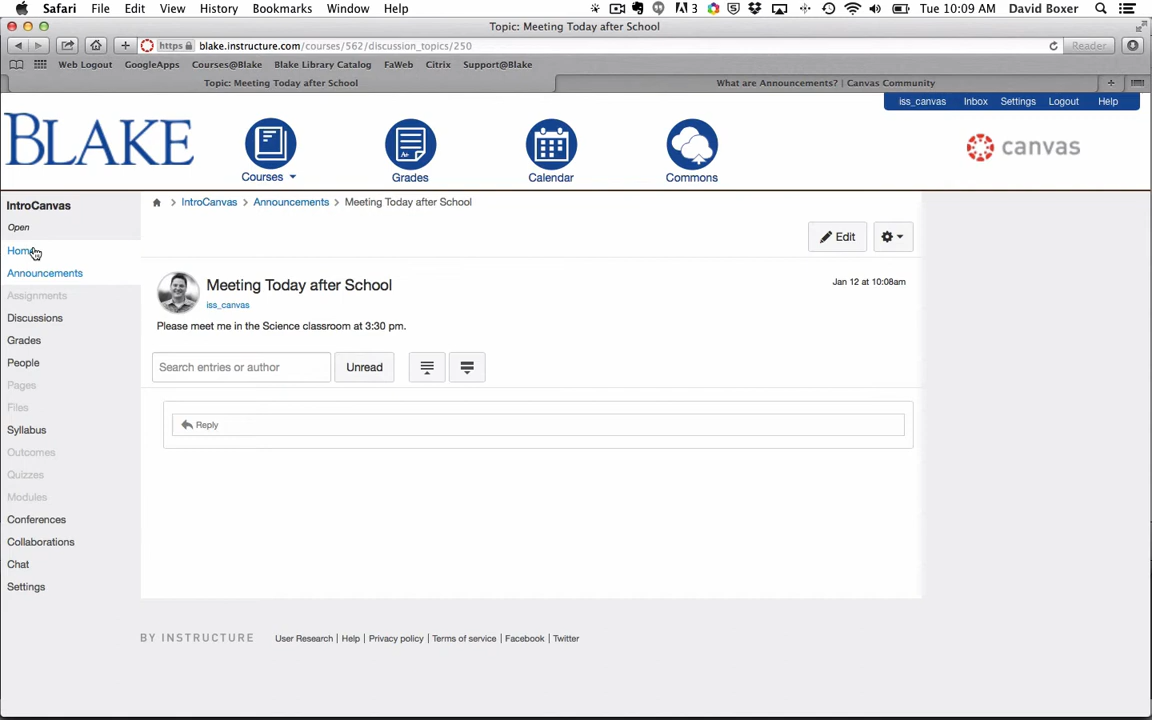 Safari File Edit View History Bookmarks Window Help 3 Tue 10:09 AM David Boxer
Topic: Meeting Today after School
https blake.instructure.com/courses/562/discussion_topics/250 Reader
Web Logout GoogleApps Courses@Blake Blake Library Catalog FaWeb Citrix Support@Blake
Topic: Meeting Today after School What are Announcements? | Canvas Community
iss_canvas Inbox Settings Logout Help
BLAKE
Courses Grades Calendar Commons
canvas
IntroCanvas
Open
Home
Announcements
Assignments
Discussions
Grades
People
Pages
Files
Syllabus
Outcomes
Quizzes
Modules
Conferences
Collaborations
Chat
Settings
IntroCanvas > Announcements > Meeting Today after School
Edit
Meeting Today after School
Jan 12 at 10:08am
iss_canvas
Please meet me in the Science classroom at 3:30 pm.
Search entries or author Unread
Reply
BY INSTRUCTURE User Research | Help | Privacy policy | Terms of service | Facebook | Twitter